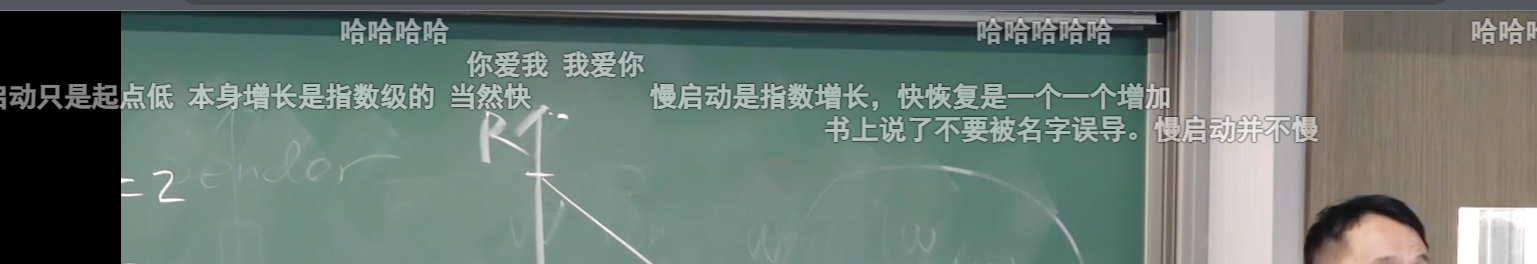 哈哈哈哈
哈哈哈哈哈
哈哈哈
你爱我 我爱你
启动只是起点低 本身增长是指数级的 当然快
慢启动是指数增长，快恢复是一个一个增加
书上说了不要被名字误导。慢启动并不慢
R
=2
sendor
W
W
W